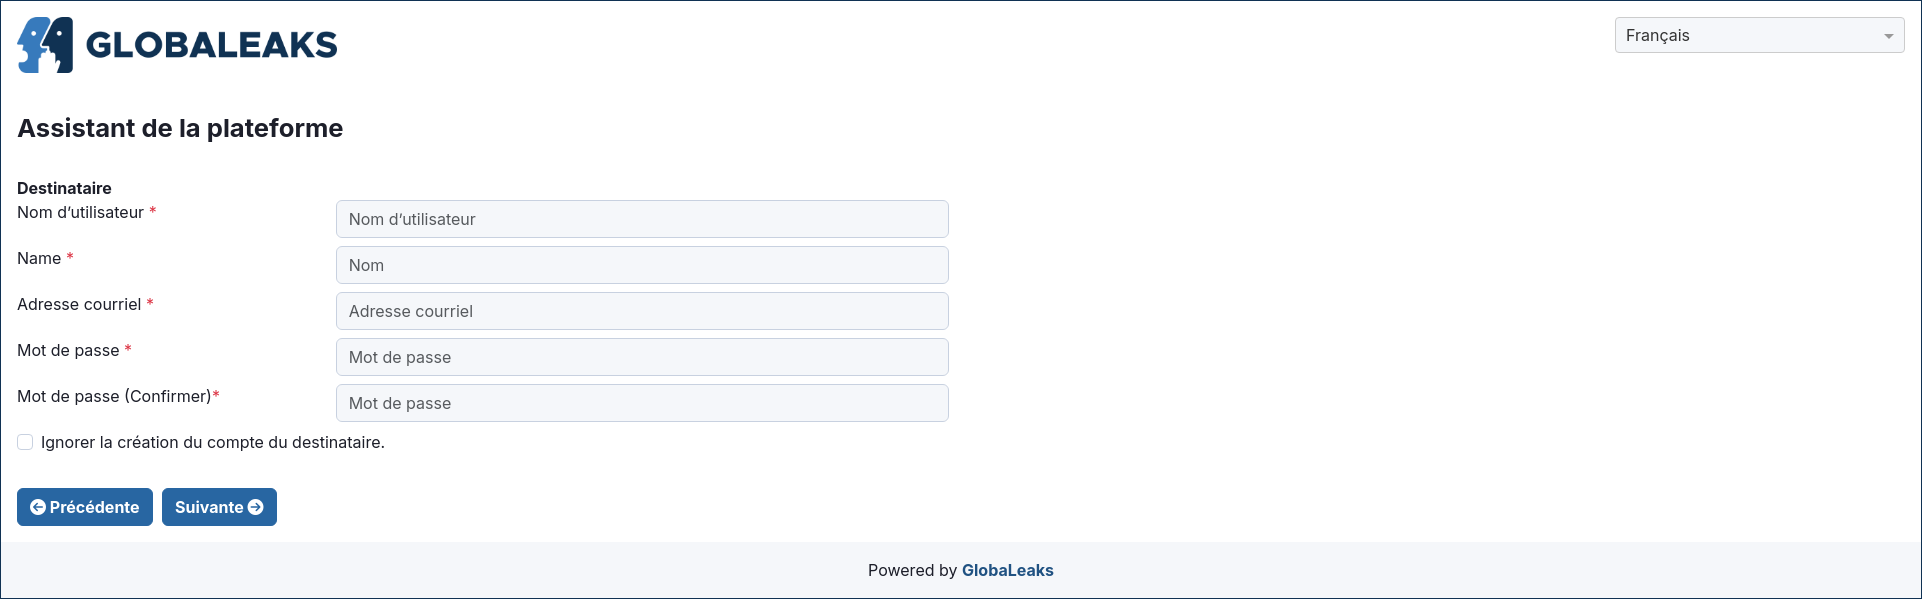 GLOBALEAKS
Français
Assistant de la plateforme
Destinataire
Nom d‘utilisateur *
Nom d‘utilisateur
Name *
Nom
Adresse courriel *
Adresse courriel
Mot de passe *
Mot de passe
Mot de passe (Confirmer)*
Mot de passe
Ignorer la création du compte du destinataire.
Précédente
Suivante
Powered by GlobaLeaks